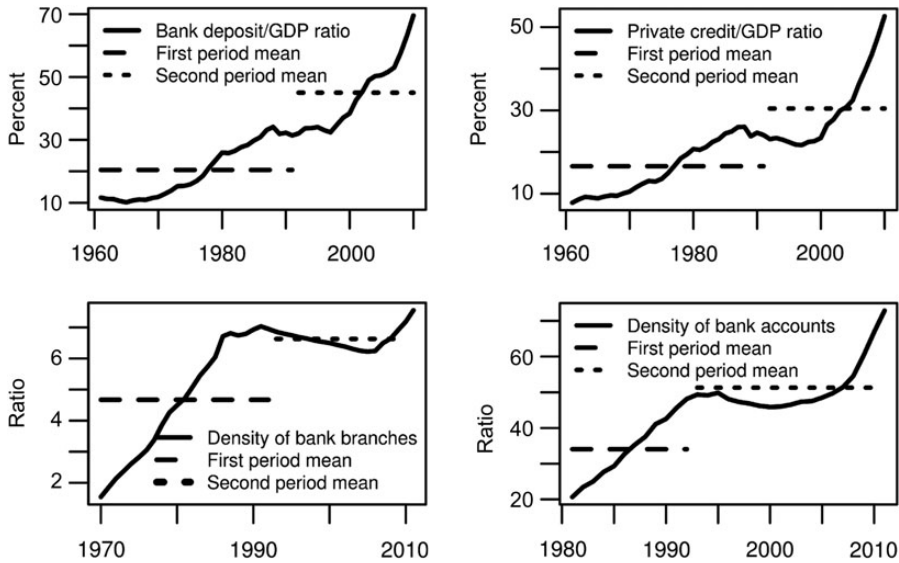 Bank deposit/GDP ratio
First period mean
Second period mean
Percent
70
50
30
10
1960 1980 2000
Private credit/GDP ratio
First period mean
Second period mean
Percent
50
30
10
1960 1980 2000
Density of bank branches
First period mean
Second period mean
Ratio
6
4
2
1970 1990 2010
Density of bank accounts
First period mean
Second period mean
Ratio
60
40
20
1980 1990 2000 2010